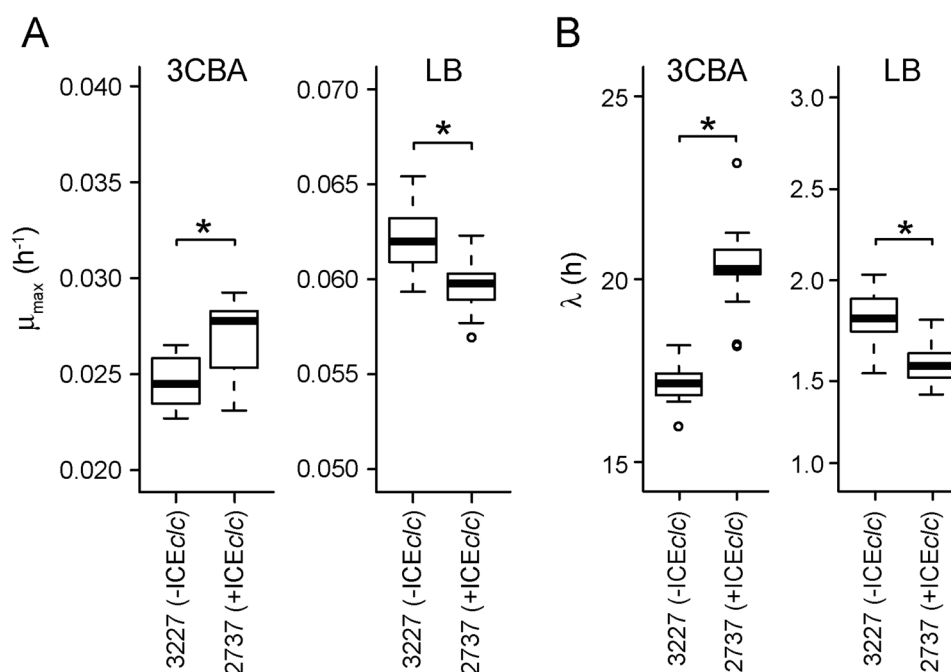 A
B
3CBA
LB
3CBA
LB
μmax (h-1)
0.040
0.035
0.030
0.025
0.020
*
0.070
0.065
0.060
0.055
0.050
*
λ (h)
25
20
15
*
3.0
2.5
2.0
1.5
1.0
*
3227 (-ICEclc)
2737 (+ICEclc)
3227 (-ICEclc)
2737 (+ICEclc)
3227 (-ICEclc)
2737 (+ICEclc)
3227 (-ICEclc)
2737 (+ICEclc)